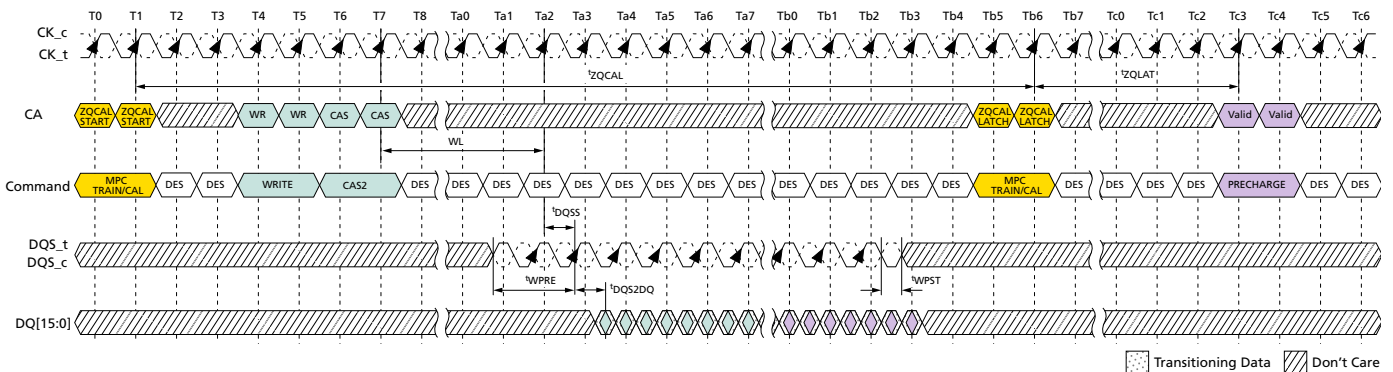 T0 T1 T2 T3 T4 T5 T6 T7 T8 Ta0 Ta1 Ta2 Ta3 Ta4 Ta5 Ta6 Ta7 Tb0 Tb1 Tb2 Tb3 Tb4 Tb5 Tb6 Tb7 Tc0 Tc1 Tc2 Tc3 Tc4 Tc5 Tc6
CK_c
CK_t
tZQCAL tZQLAT
CA ZQCAL START ZQCAL START WR WR CAS CAS ZQCAL LATCH ZQCAL LATCH Valid Valid
WL
Command MPC TRAIN/CAL DES DES WRITE CAS2 DES DES DES DES DES DES DES DES DES DES DES DES DES DES MPC TRAIN/CAL DES DES DES DES PRECHARGE DES DES
tDQSS
DQS_t
DQS_c
tWPRE tDQS2DQ tWPST
DQ[15:0]
Transitioning Data Don't Care